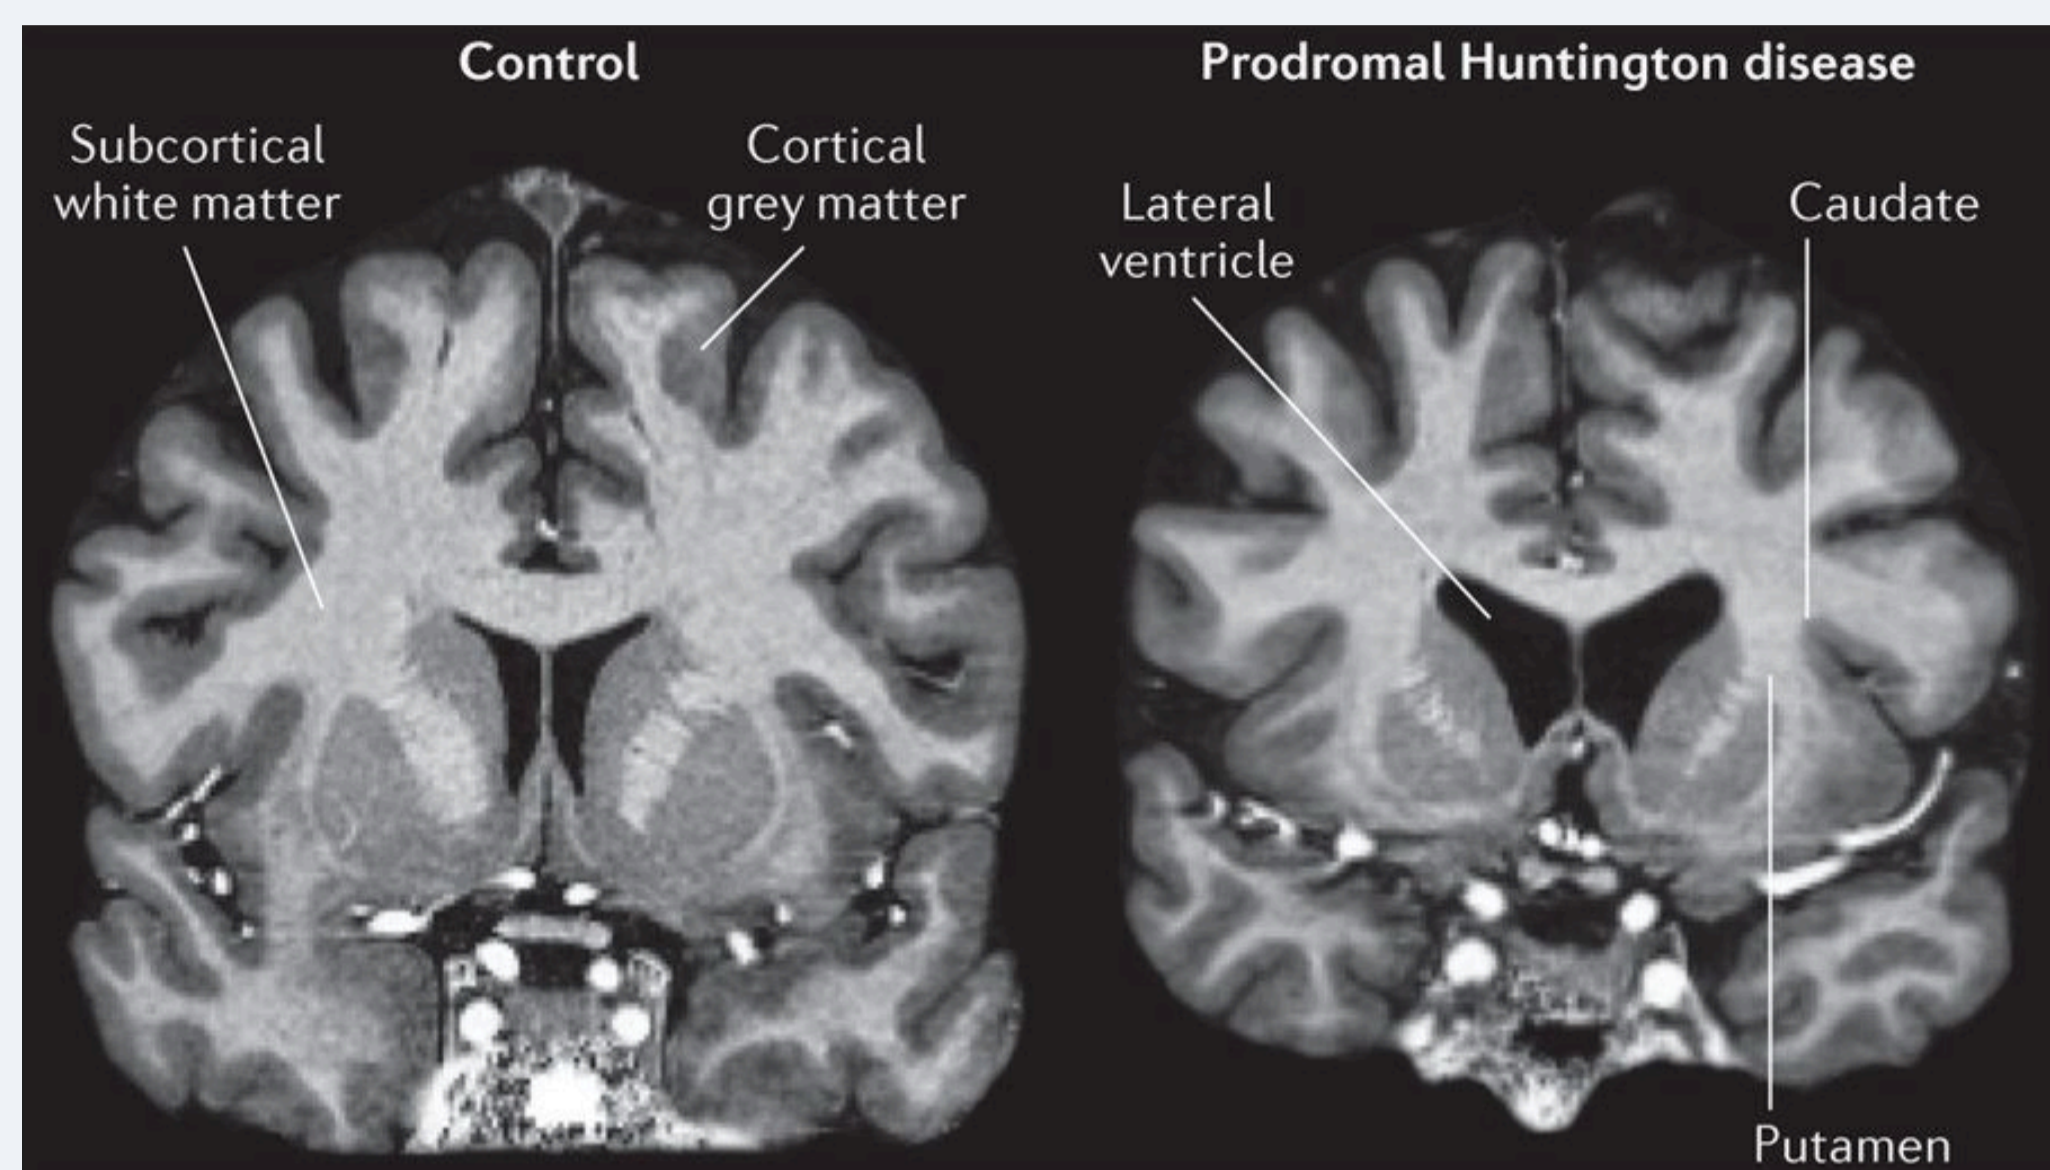 Control
Prodromal Huntington disease
Subcortical
white matter
Cortical
grey matter
Lateral
ventricle
Caudate
Putamen